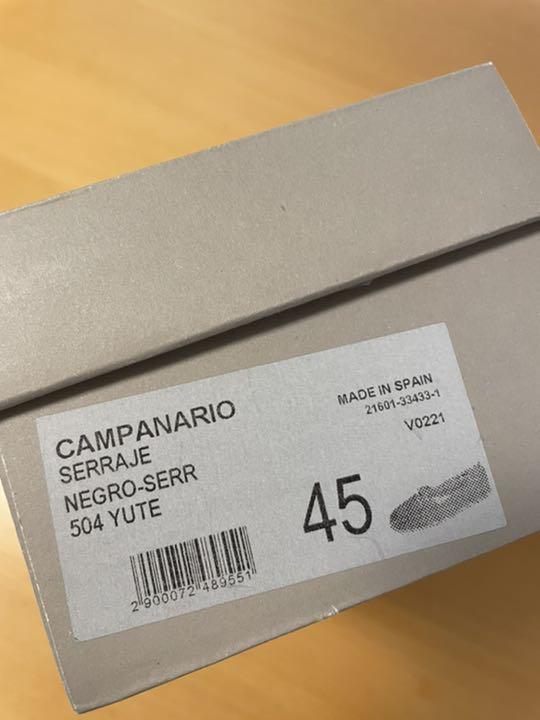 CAMPANARIO
SERRAJE
NEGRO-SERR
504 YUTE
MADE IN SPAIN
21601-33433-1
V0221
45
2 900072 489551